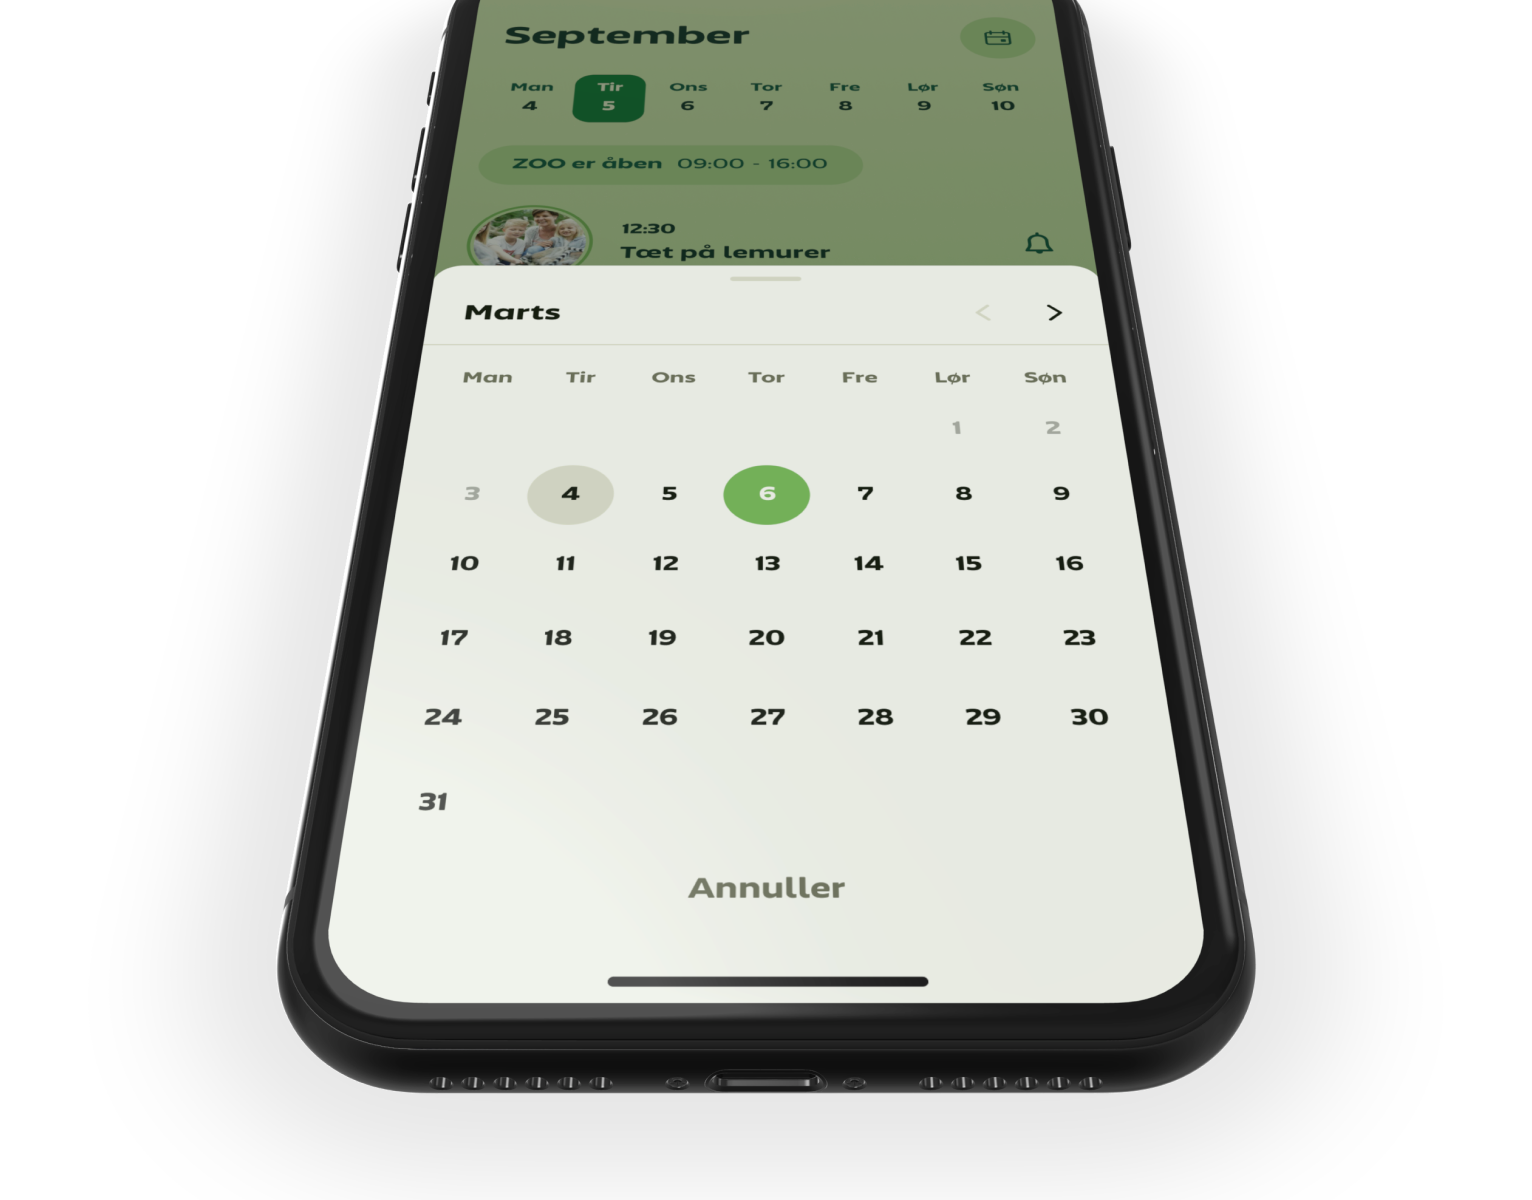 September
Man Tir Ons Tor Fre Lør Søn
4 5 6 7 8 9 10
ZOO er åben 09:00 - 16:00
12:30
Tæt på lemurer
Marts < >
Man Tir Ons Tor Fre Lør Søn
1 2
3 4 5 6 7 8 9
10 11 12 13 14 15 16
17 18 19 20 21 22 23
24 25 26 27 28 29 30
31
Annuller